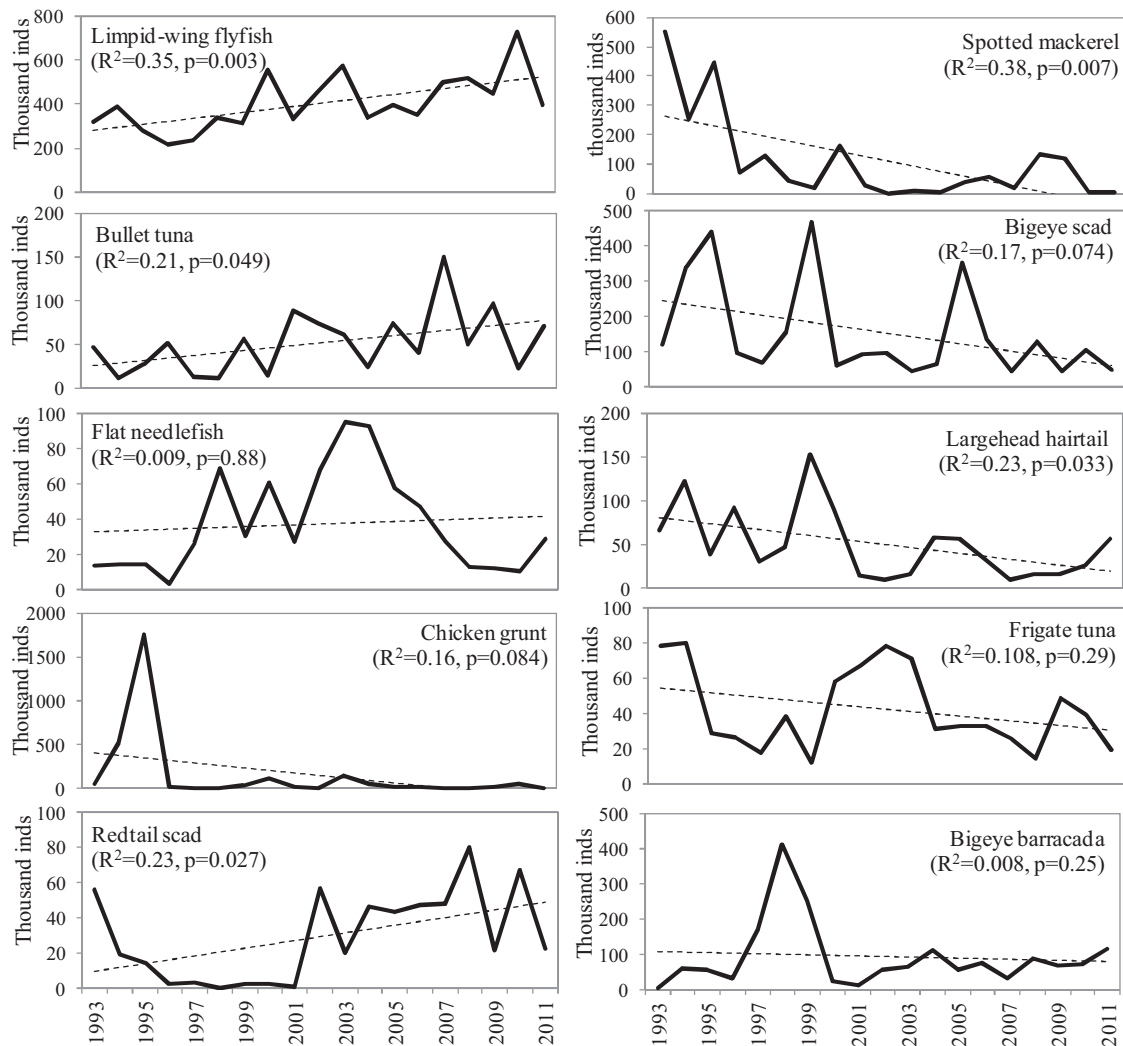 Thousand inds
800
600
400
200
0
Limpid-wing flyfish
(R²=0.35, p=0.003)
thousand inds
600
500
400
300
200
100
0
Spotted mackerel
(R²=0.38, p=0.007)
Thousand inds
200
150
100
50
0
Bullet tuna
(R²=0.21, p=0.049)
Thousand inds
500
400
300
200
100
0
Bigeye scad
(R²=0.17, p=0.074)
Thousand inds
100
80
60
40
20
0
Flat needlefish
(R²=0.009, p=0.88)
Thousand inds
200
150
100
50
0
Largehead hairtail
(R²=0.23, p=0.033)
Thousand inds
2000
1500
1000
500
0
Chicken grunt
(R²=0.16, p=0.084)
Thousand inds
100
80
60
40
20
0
Frigate tuna
(R²=0.108, p=0.29)
Thousand inds
100
80
60
40
20
0
Redtail scad
(R²=0.23, p=0.027)
1993
1995
1997
1999
2001
2003
2005
2007
2009
2011
Thousand inds
500
400
300
200
100
0
Bigeye barracada
(R²=0.008, p=0.25)
1993
1995
1997
1999
2001
2003
2005
2007
2009
2011